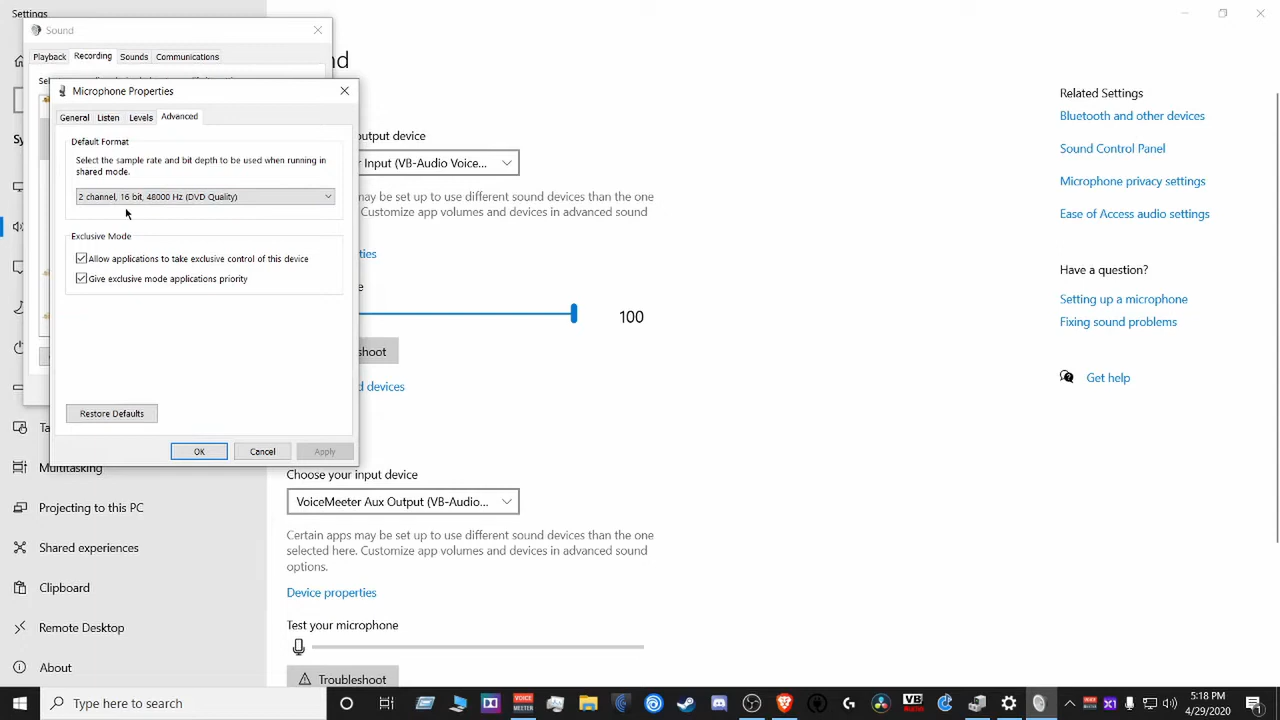 Settings
Sound
Playback
Recording
Sounds
Communications
nd
Microphone Properties
General
Listen
Levels
Advanced
Default Format
Select the sample rate and bit depth to be used when running in
shared mode.
2 channel, 16 bit, 48000 Hz (DVD Quality)
Exclusive Mode
Allow applications to take exclusive control of this device
Give exclusive mode applications priority
Restore Defaults
OK
Cancel
Apply
utput device
Input (VB-Audio Voice...
may be set up to use different sound devices than the one
Customize app volumes and devices in advanced sound
ties
e
100
hoot
d devices
Choose your input device
VoiceMeeter Aux Output (VB-Audio...
Certain apps may be set up to use different sound devices than the one
selected here. Customize app volumes and devices in advanced sound
options.
Device properties
Test your microphone
Troubleshoot
Related Settings
Bluetooth and other devices
Sound Control Panel
Microphone privacy settings
Ease of Access audio settings
Have a question?
Setting up a microphone
Fixing sound problems
Get help
Sy
Ta
Multitasking
Projecting to this PC
Shared experiences
Clipboard
Remote Desktop
About
Type here to search
VOICE
MEETER
VB
5:18 PM
4/29/2020